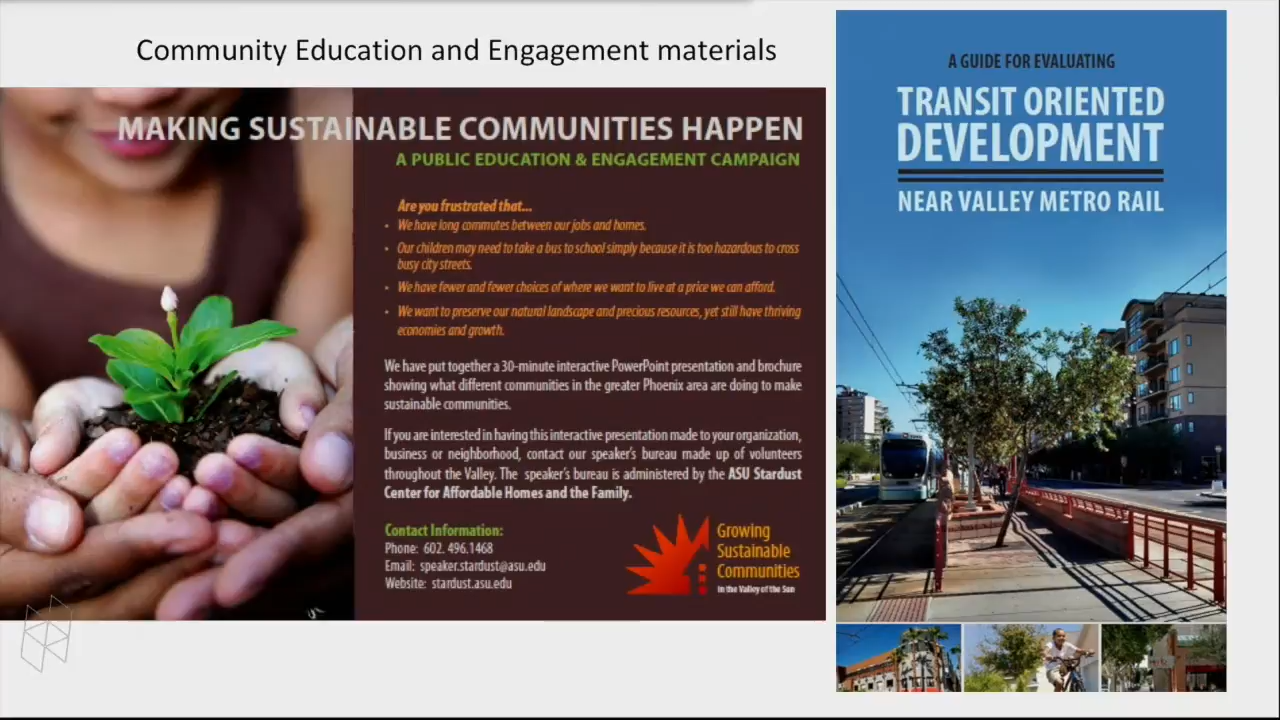 Community Education and Engagement materials
MAKING SUSTAINABLE COMMUNITIES HAPPEN
A PUBLIC EDUCATION & ENGAGEMENT CAMPAIGN
Are you frustrated that...
• We have long commutes between our jobs and homes.
• Our children may need to take a bus to school simply because it is too hazardous to cross
busy city streets.
• We have fewer and fewer choices of where we want to live at a price we can afford.
• We want to preserve our natural landscape and precious resources, yet still have thriving
economies and growth.
We have put together a 30-minute interactive PowerPoint presentation and brochure
showing what different communities in the greater Phoenix area are doing to make
sustainable communities.
If you are interested in having this interactive presentation made to your organization,
business or neighborhood, contact our speaker's bureau made up of volunteers
throughout the Valley. The speaker's bureau is administered by the ASU Stardust
Center for Affordable Homes and the Family.
Contact Information:
Phone: 602. 496.1468
Email: speaker.stardust@asu.edu
Website: stardust.asu.edu
Growing
Sustainable
Communities
in the Valley of the Sun
A GUIDE FOR EVALUATING
TRANSIT ORIENTED
DEVELOPMENT
NEAR VALLEY METRO RAIL